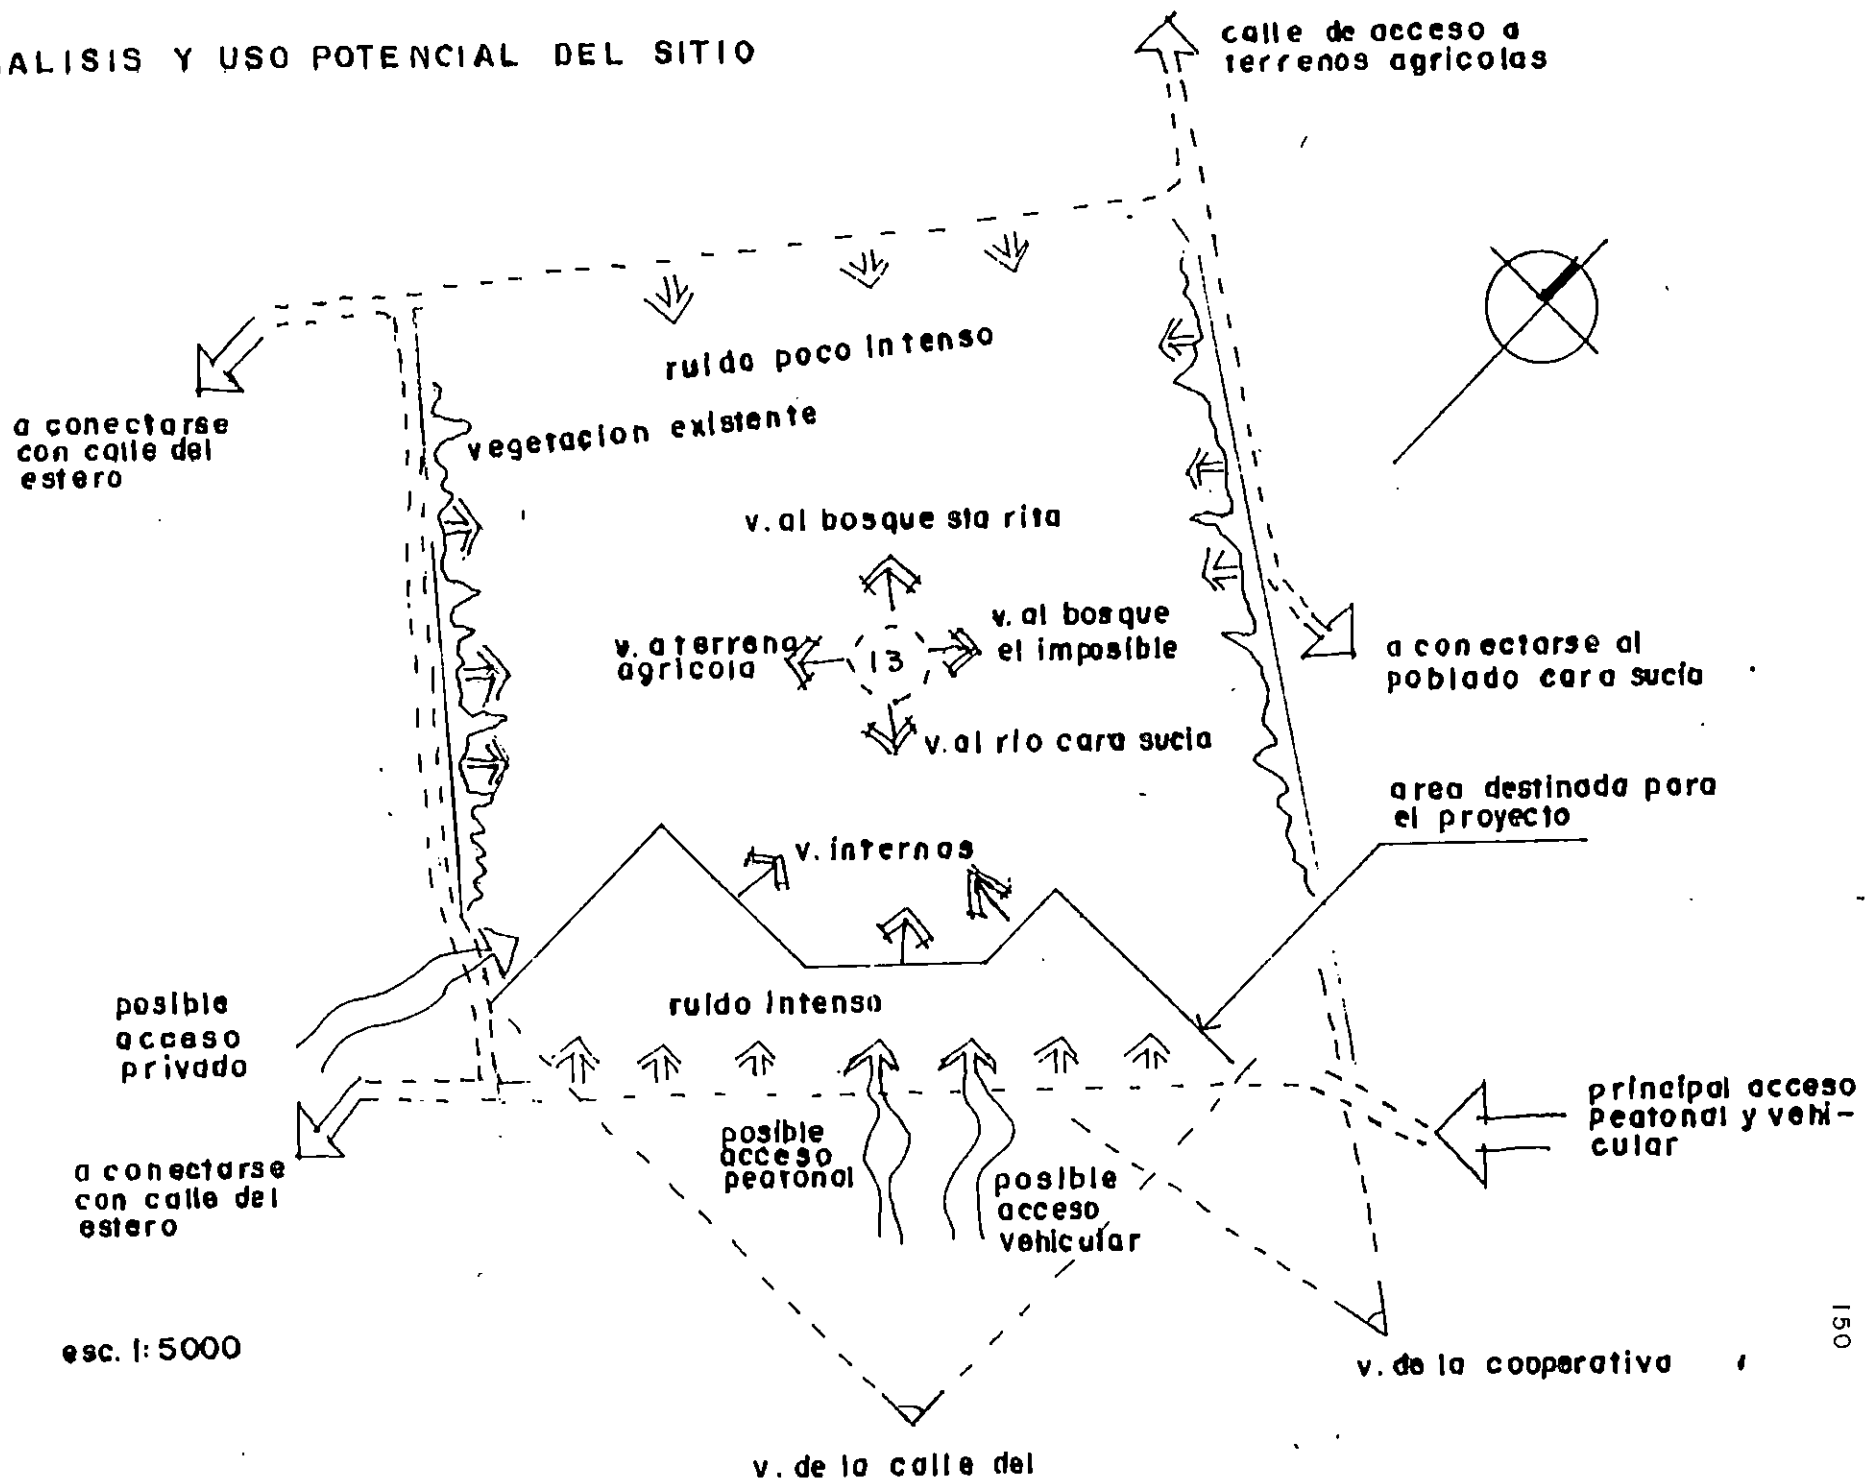 ALISIS Y USO POTENCIAL DEL SITIO
calle de acceso a
terrenos agricolas
ruido poco intenso
a conectarse
con calle del
estero
vegetacion existente
v. al bosque sta rita
v. a terreno
agricola
13
v. al bosque
el imposible
v. al rio cara sucia
a conectarse al
poblado cara sucia
area destinada para
el proyecto
v. internas
posible
acceso
privado
ruido intenso
principal acceso
peatonal y vehi-
cular
posible
acceso
peatonal
posible
acceso
vehicular
a conectarse
con calle del
estero
esc. 1:5000
v. de la cooperativa
150
v. de la calle del